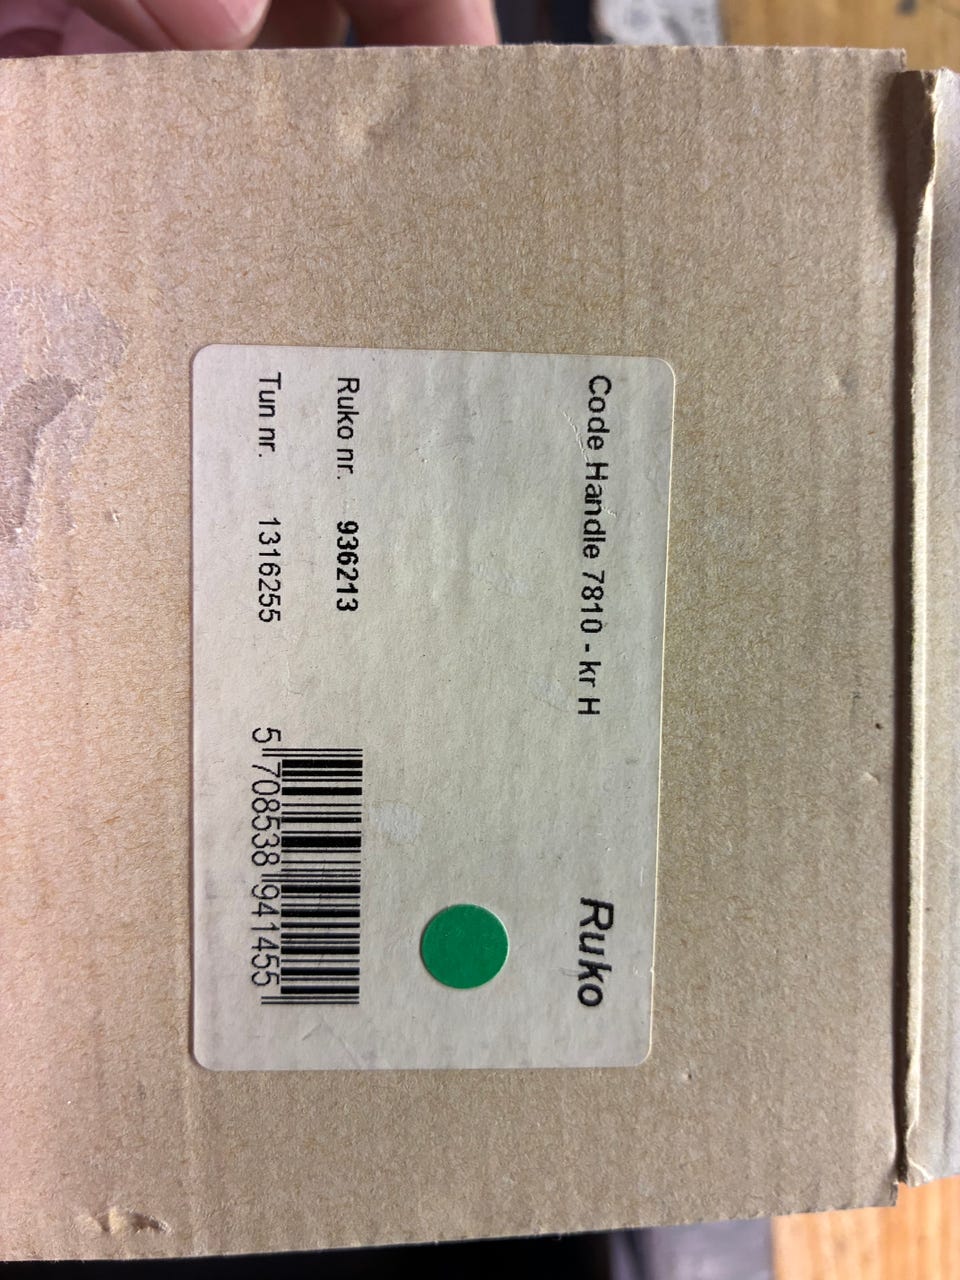 Code Handle 7810 - kr H
Ruko
Ruko nr. 936213
Tun nr. 1316255
5 708538 941455